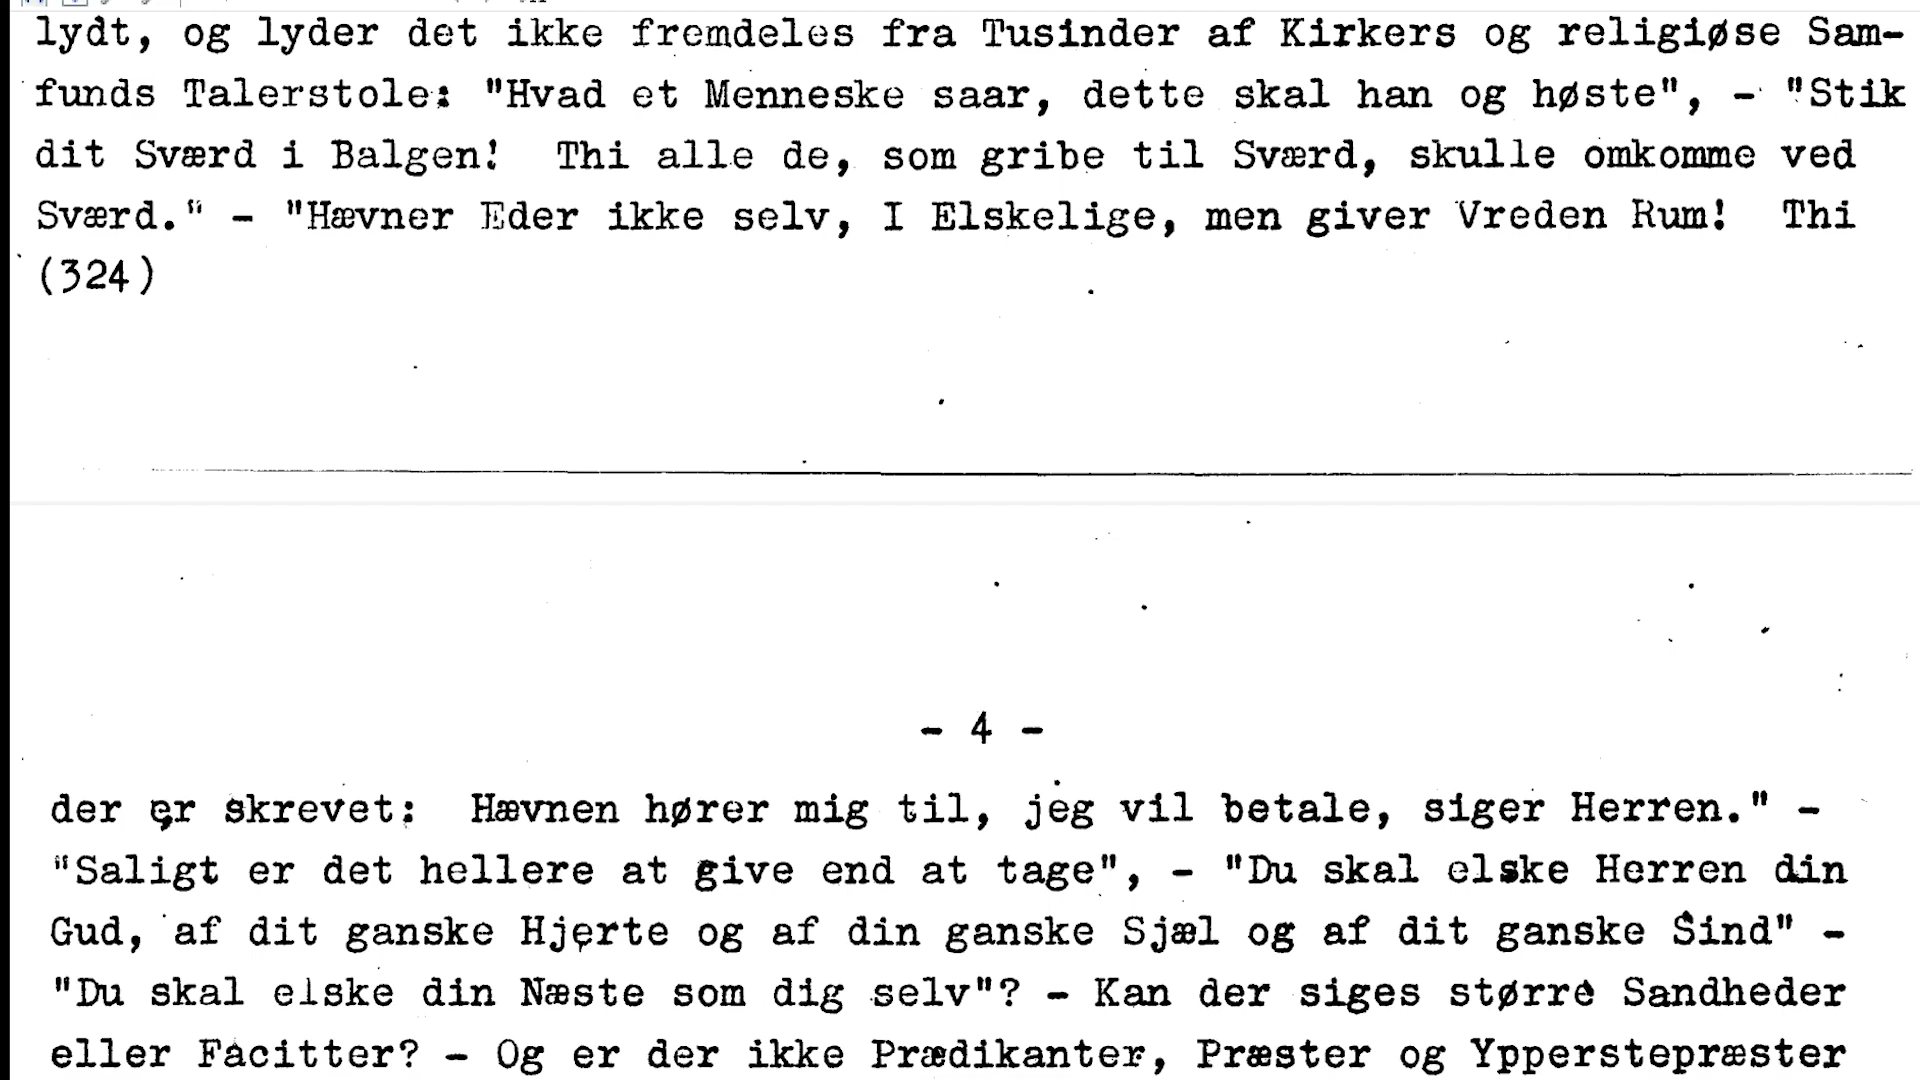 lydt, og lyder det ikke fremdeles fra Tusinder af Kirkers og religiøse Sam-
funds Talerstole: "Hvad et Menneske saar, dette skal han og høste", - "Stik
dit Sværd i Balgen! Thi alle de, som gribe til Sværd, skulle omkomme ved
Sværd." - "Hævner Eder ikke selv, I Elskelige, men giver Vreden Rum! Thi
(324)
- 4 -
der er skrevet: Hævnen hører mig til, jeg vil betale, siger Herren." -
"Saligt er det hellere at give end at tage", - "Du skal elske Herren din
Gud, af dit ganske Hjerte og af din ganske Sjæl og af dit ganske Sind" -
"Du skal elske din Næste som dig selv"? - Kan der siges større Sandheder
eller Facitter? - Og er der ikke Prædikanter, Præster og Ypperstepræster